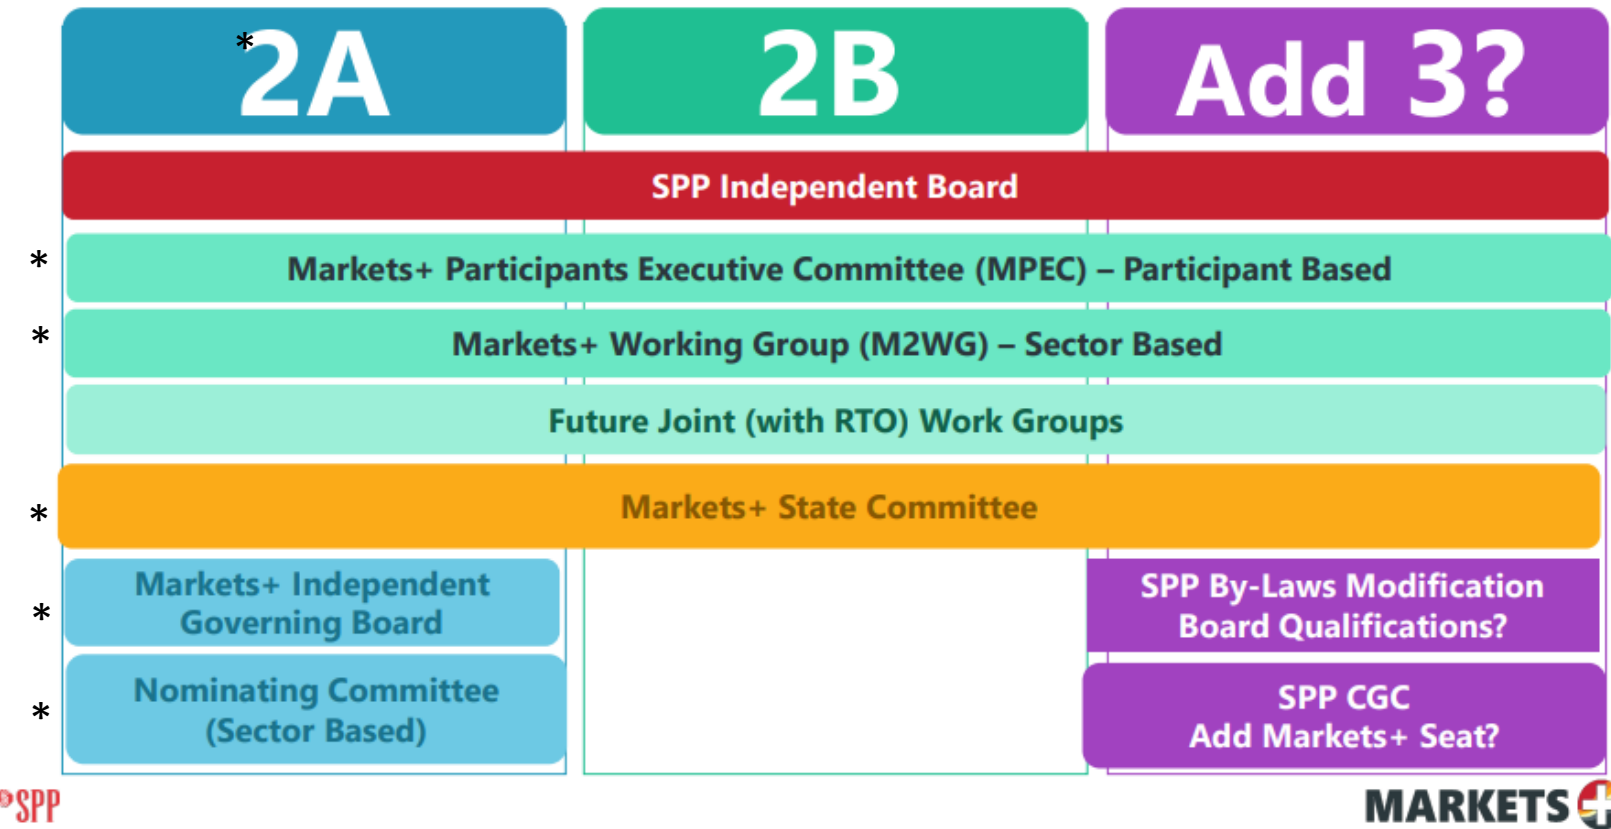 *2A
2B
Add 3?
SPP Independent Board
* Markets+ Participants Executive Committee (MPEC) – Participant Based
* Markets+ Working Group (M2WG) – Sector Based
Future Joint (with RTO) Work Groups
* Markets+ State Committee
* Markets+ Independent
Governing Board
SPP By-Laws Modification
Board Qualifications?
* Nominating Committee
(Sector Based)
SPP CGC
Add Markets+ Seat?
SPP
MARKETS+